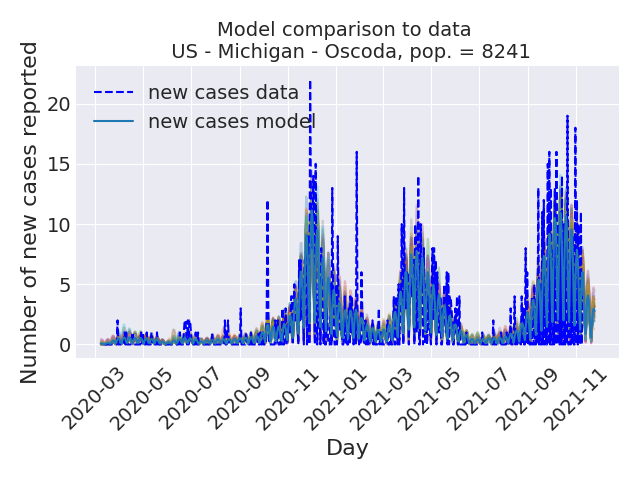 Model comparison to data
US - Michigan - Oscoda, pop. = 8241
Number of new cases reported
20
15
10
5
0
new cases data
new cases model
2020-03
2020-05
2020-07
2020-09
2020-11
2021-01
2021-03
2021-05
2021-07
2021-09
2021-11
Day